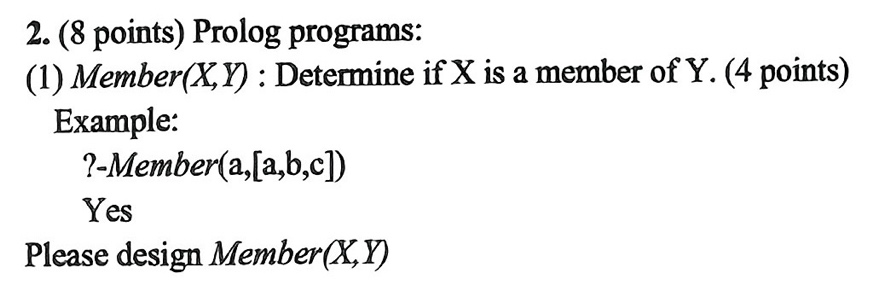 2. (8 points) Prolog programs:
(1) Member(X,Y) : Determine if X is a member of Y. (4 points)
Example:
?-Member(a,[a,b,c])
Yes
Please design Member(X,Y)